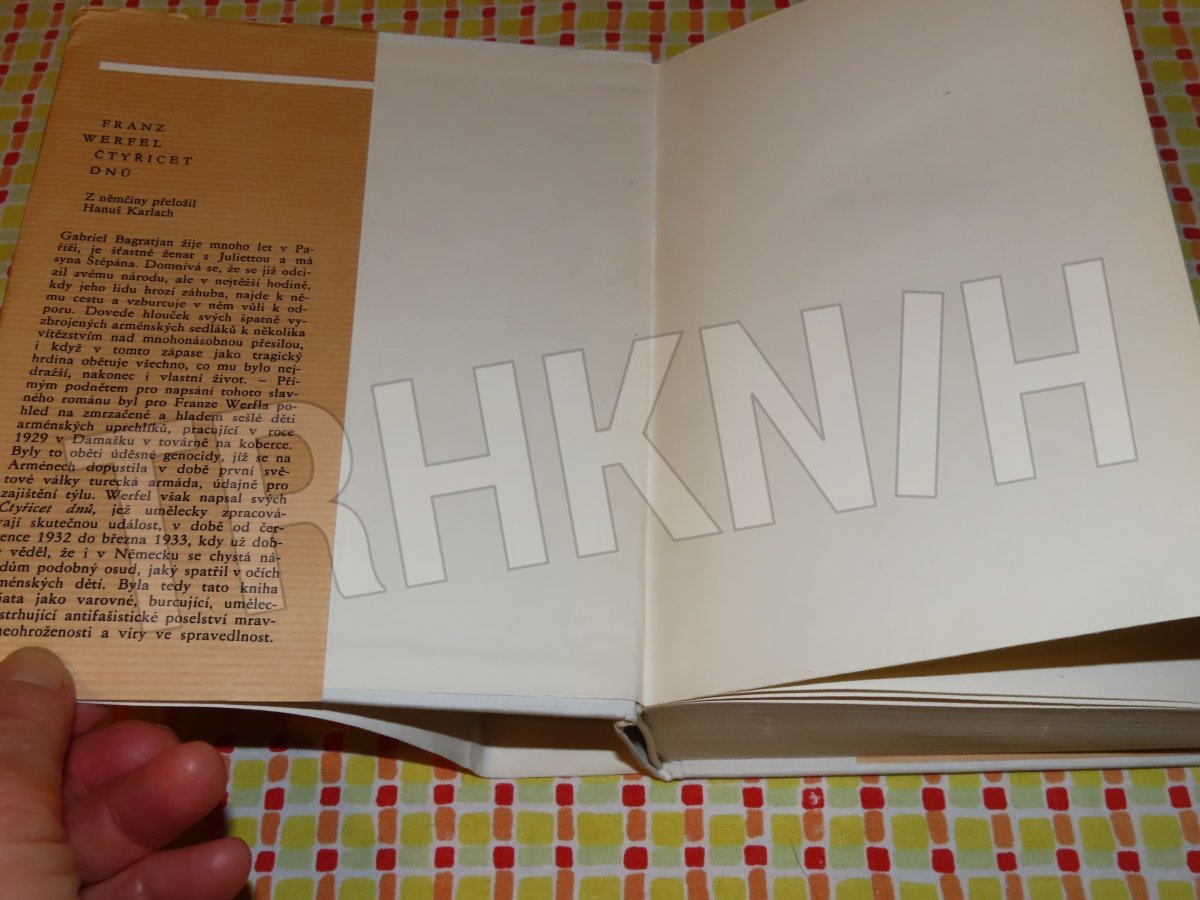 FRANZ
WERFEL
ČTYŘICET
DNŮ
Z němčiny přeložil
Hanuš Karlach
Gabriel Bagratjan žije mnoho let v Pa-
říži, je šťastně ženat s Juliettou a má
syna Štěpána. Domnívá se, že se již odci-
zil svému národu, ale v nejtěžší hodině,
kdy jeho lidu hrozí záhuba, najde k ně-
mu cestu a vzburcuje v něm vůli k od-
poru. Dovede hlouček svých špatně vy-
zbrojených arménských sedláků k několika
vítězstvím nad mnohonásobnou přesilou,
i když v tomto zápase jako tragický
hrdina obětuje všechno, co mu bylo nej-
dražší, nakonec i vlastní život. – Pří-
mým podnětem pro napsání tohoto slav-
ného románu byl pro Franze Werfla po-
hled na zmrzačené a hladem sešlé děti
arménských uprchlíků, pracující v roce
1929 v Damašku v továrně na koberce.
Byly to oběti úděsné genocidy, jíž se na
Arménech dopustila v době první svě-
tové války turecká armáda, údajně pro
zajištění týlu. Werfel však napsal svých
Čtyřicet dnů, jež umělecky zpracová-
vají skutečnou událost, v době od čer-
vence 1932 do března 1933, kdy už dob-
věděl, že i v Německu se chystá ná-
dům podobný osud, jaký spatřil v očích
ménských dětí. Byla tedy tato kniha
jata jako varovné, burcující, umělec-
strhující antifašistické poselství mrav-
neohroženosti a víry ve spravedlnost.
TRHKNI/H